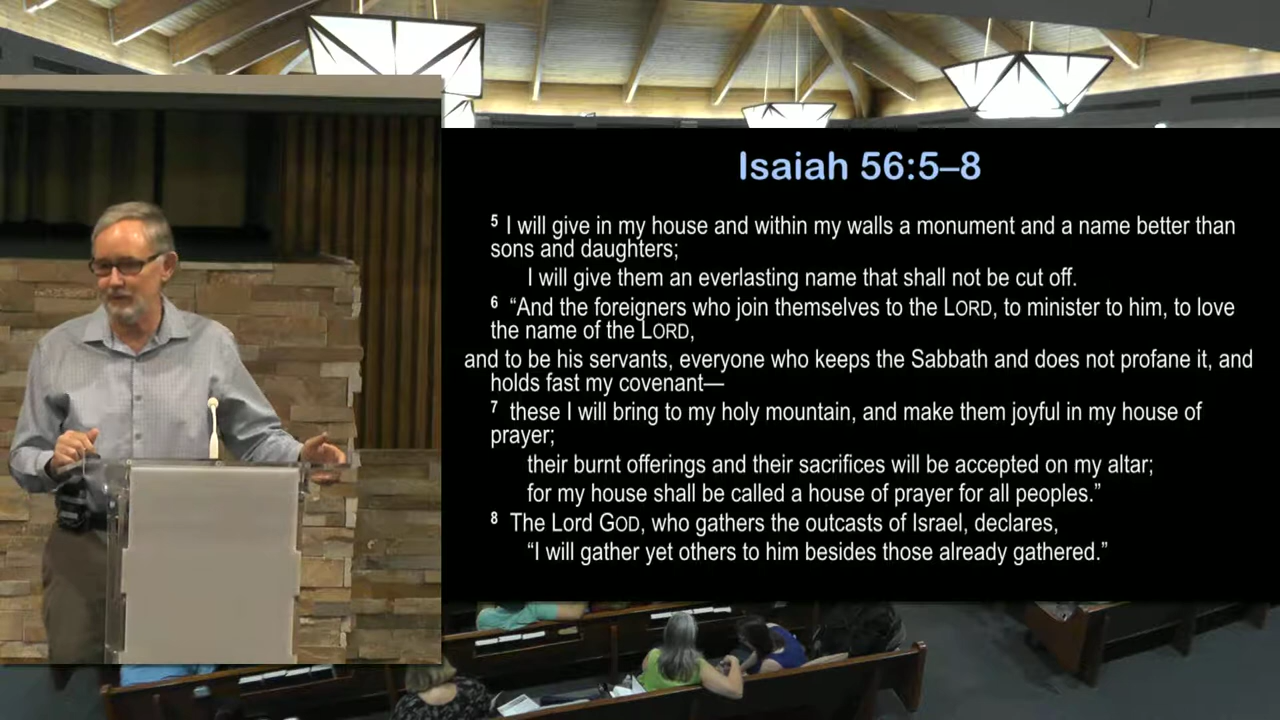 Isaiah 56:5–8
5 I will give in my house and within my walls a monument and a name better than
sons and daughters;
I will give them an everlasting name that shall not be cut off.
6 “And the foreigners who join themselves to the LORD, to minister to him, to love
the name of the LORD,
and to be his servants, everyone who keeps the Sabbath and does not profane it, and
holds fast my covenant—
7 these I will bring to my holy mountain, and make them joyful in my house of
prayer;
their burnt offerings and their sacrifices will be accepted on my altar;
for my house shall be called a house of prayer for all peoples.”
8 The Lord GOD, who gathers the outcasts of Israel, declares,
“I will gather yet others to him besides those already gathered.”